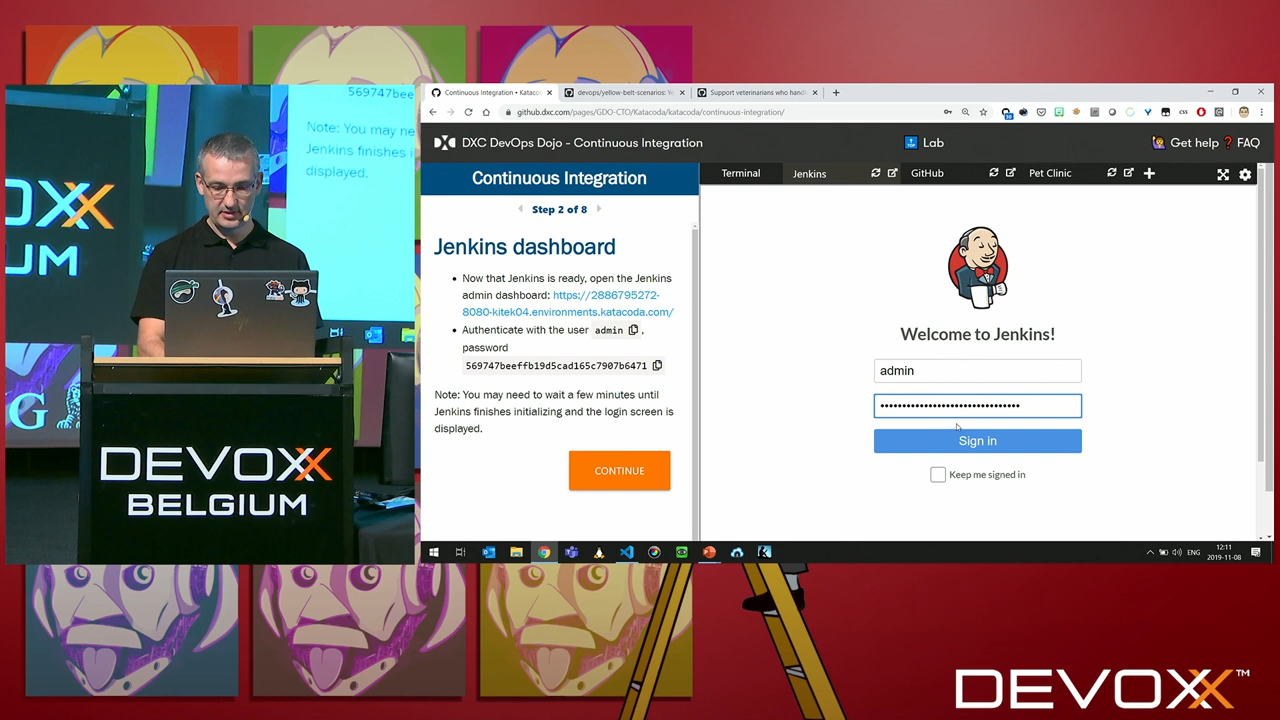 569747bee
Note: You may ne
Jenkins finishes i
displayed.
DEVOXX
BELGIUM
Continuous Integration • Kataco
devops/yellow-belt-scenarios: Ye
Support veterinarians who hand
github.dxc.com/pages/GDO-CTO/Katacoda/katacoda/continuous-integration/
DXC DevOps Dojo - Continuous Integration
Lab
Get help
FAQ
Continuous Integration
Step 2 of 8
Terminal
Jenkins
GitHub
Pet Clinic
Jenkins dashboard
Now that Jenkins is ready, open the Jenkins
admin dashboard: https://2886795272-
8080-kitek04.environments.katacoda.com/
Authenticate with the user admin ,
password
569747beeffb19d5cad165c7907b6471
Note: You may need to wait a few minutes until
Jenkins finishes initializing and the login screen is
displayed.
CONTINUE
Welcome to Jenkins!
admin
Sign in
Keep me signed in
ENG
12:11
2019-11-08
DEVOXX™